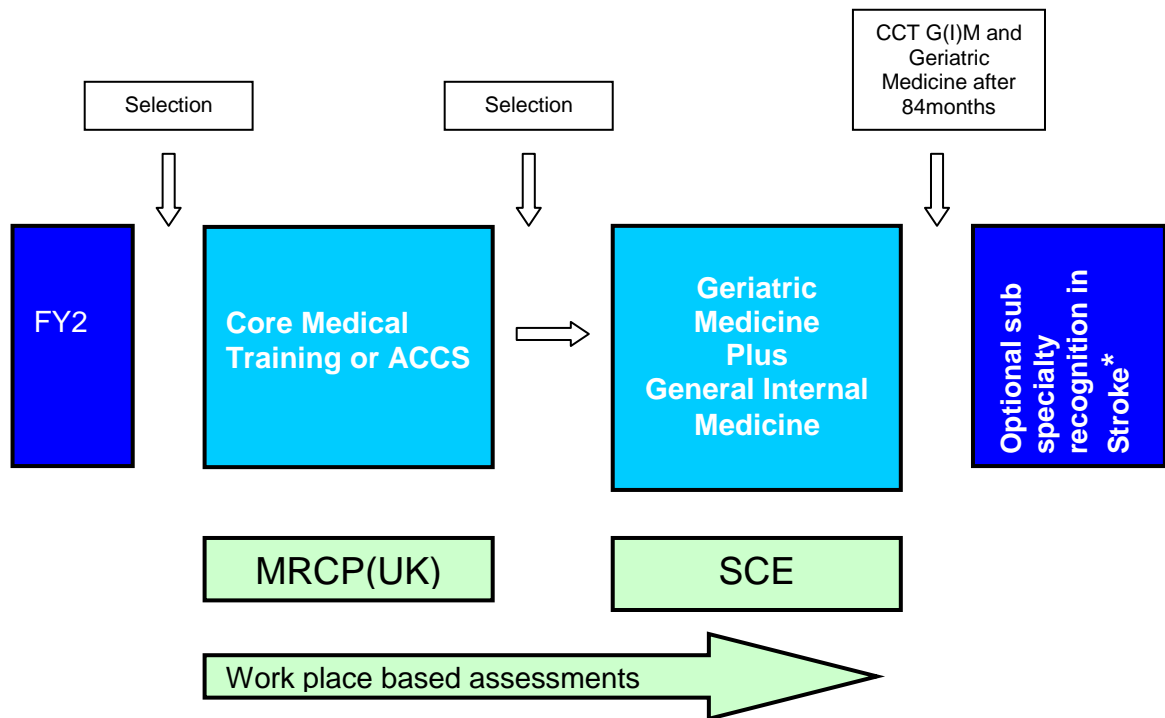 CCT G(I)M and
Geriatric
Medicine after
84months
Selection
Selection
FY2
Core Medical
Training or ACCS
Geriatric
Medicine
Plus
General Internal
Medicine
Optional sub
specialty
recognition in
Stroke*
MRCP(UK)
SCE
Work place based assessments